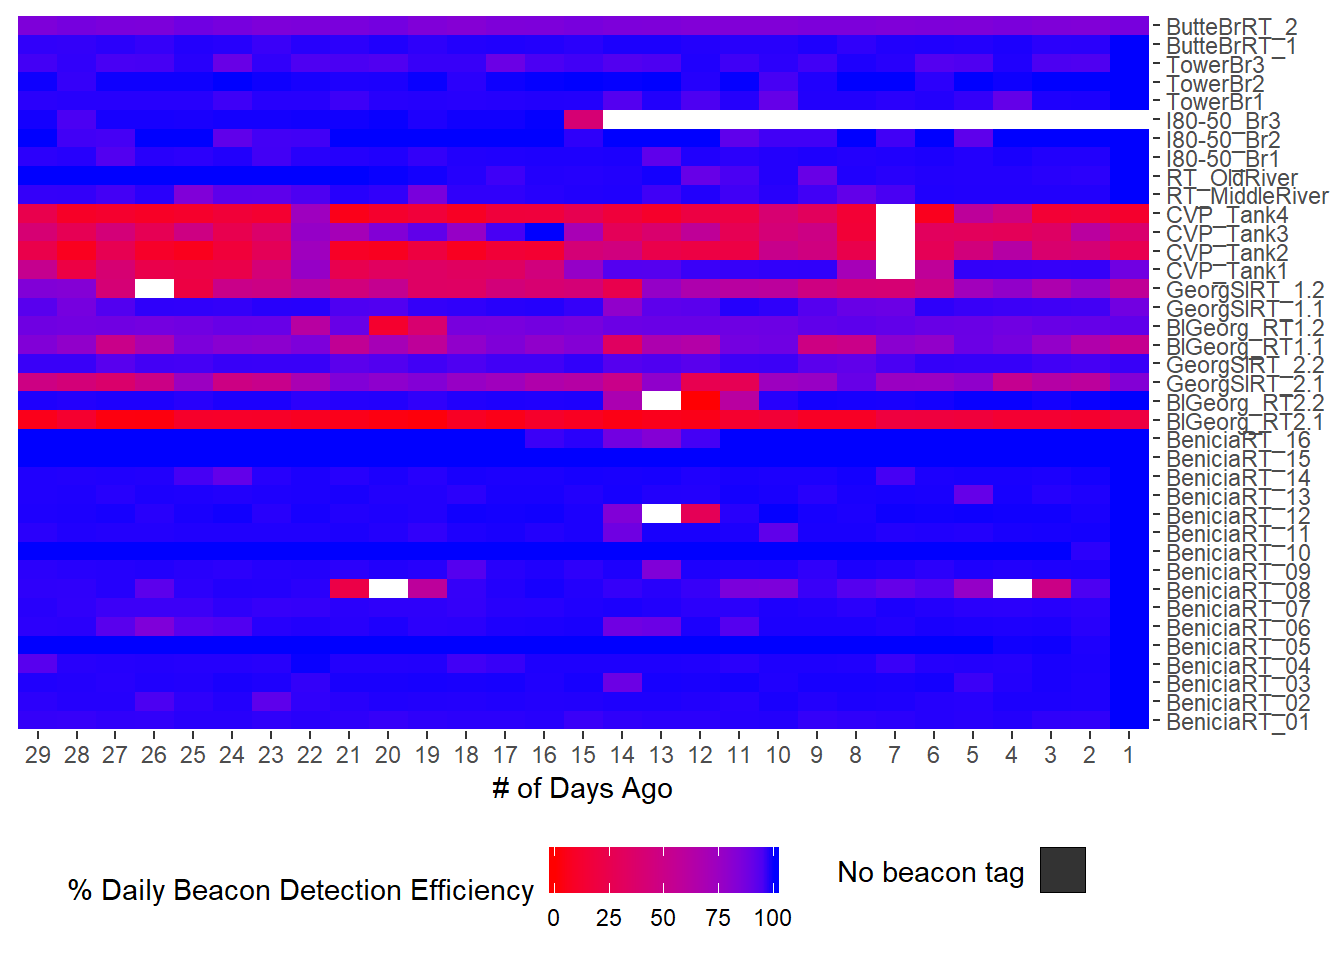 ButteBrRT_2
ButteBrRT_1
TowerBr3
TowerBr2
TowerBr1
I80-50_Br3
I80-50_Br2
I80-50_Br1
RT_OldRiver
RT_MiddleRiver
CVP_Tank4
CVP_Tank3
CVP_Tank2
CVP_Tank1
GeorgSlRT_1.2
GeorgSlRT_1.1
BlGeorg_RT1.2
BlGeorg_RT1.1
GeorgSlRT_2.2
GeorgSlRT_2.1
BlGeorg_RT2.2
BlGeorg_RT2.1
BeniciaRT_16
BeniciaRT_15
BeniciaRT_14
BeniciaRT_13
BeniciaRT_12
BeniciaRT_11
BeniciaRT_10
BeniciaRT_09
BeniciaRT_08
BeniciaRT_07
BeniciaRT_06
BeniciaRT_05
BeniciaRT_04
BeniciaRT_03
BeniciaRT_02
BeniciaRT_01
29 28 27 26 25 24 23 22 21 20 19 18 17 16 15 14 13 12 11 10 9 8 7 6 5 4 3 2 1
# of Days Ago
% Daily Beacon Detection Efficiency
0 25 50 75 100
No beacon tag